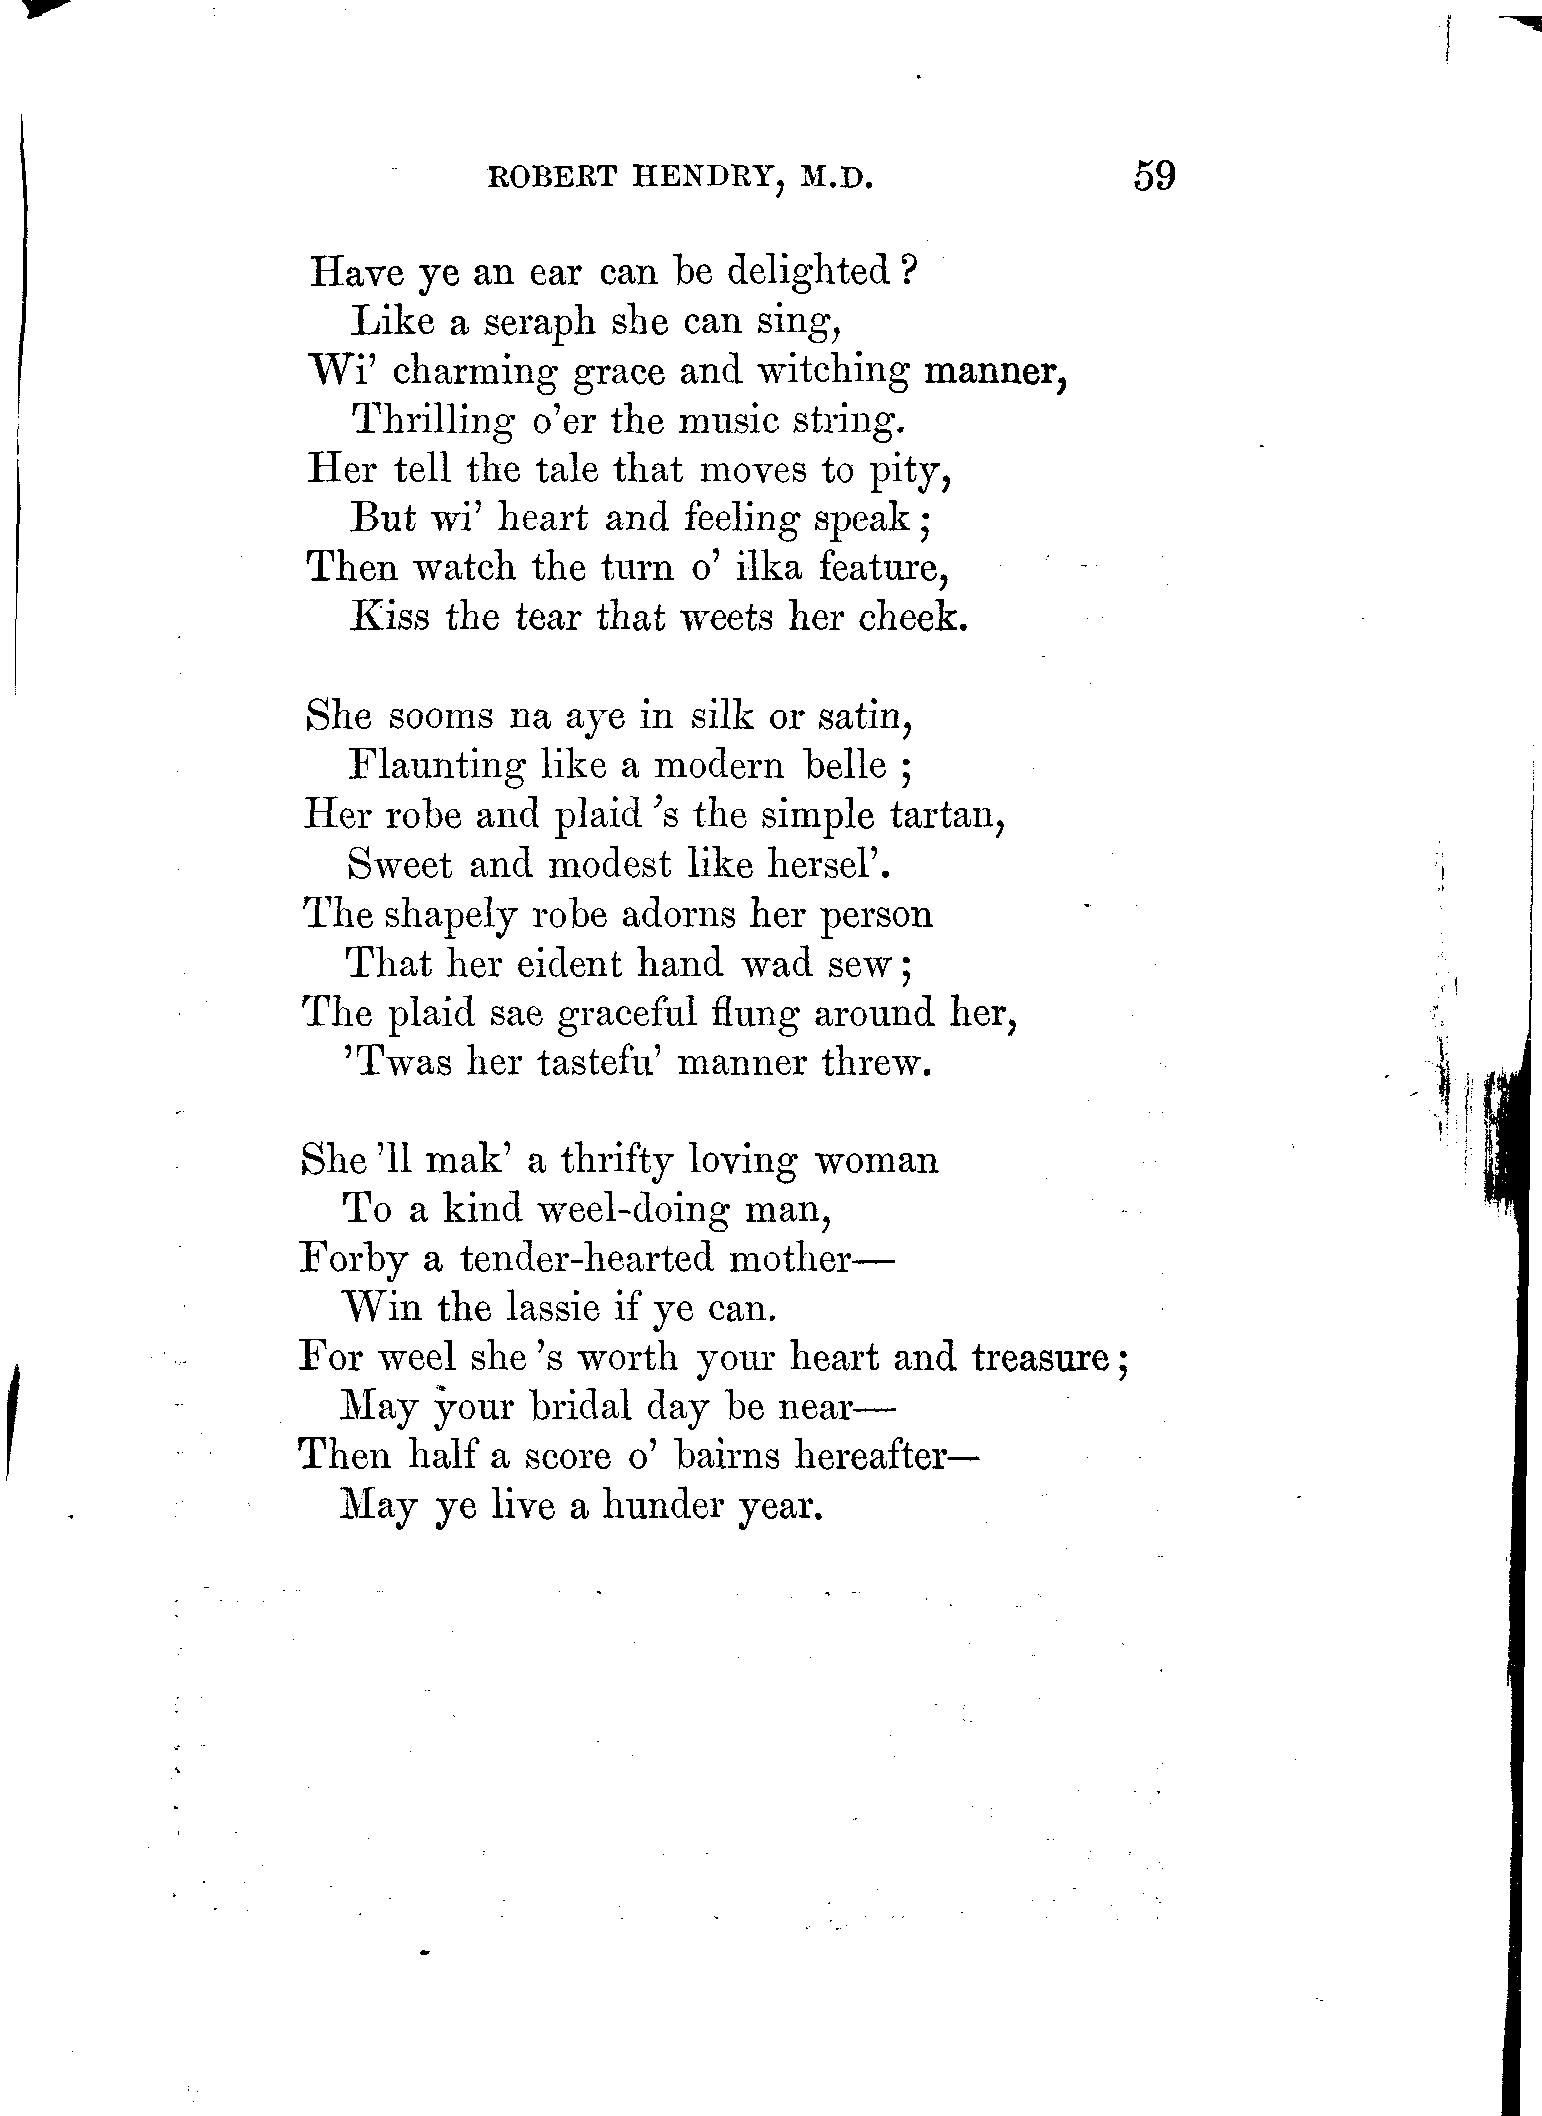 ROBERT HENDRY, M.D. 59
Have ye an ear can be delighted?
Like a seraph she can sing,
Wi' charming grace and witching manner,
Thrilling o'er the music string.
Her tell the tale that moves to pity,
But wi' heart and feeling speak;
Then watch the turn o' ilka feature,
Kiss the tear that weets her cheek.
She sooms na aye in silk or satin,
Flaunting like a modern belle;
Her robe and plaid 's the simple tartan,
Sweet and modest like hersel'.
The shapely robe adorns her person
That her eident hand wad sew;
The plaid sae graceful flung around her,
'Twas her tastefu' manner threw.
She 'll mak' a thrifty loving woman
To a kind weel-doing man,
Forby a tender-hearted mother—
Win the lassie if ye can.
For weel she 's worth your heart and treasure;
May your bridal day be near—
Then half a score o' bairns hereafter—
May ye live a hunder year.